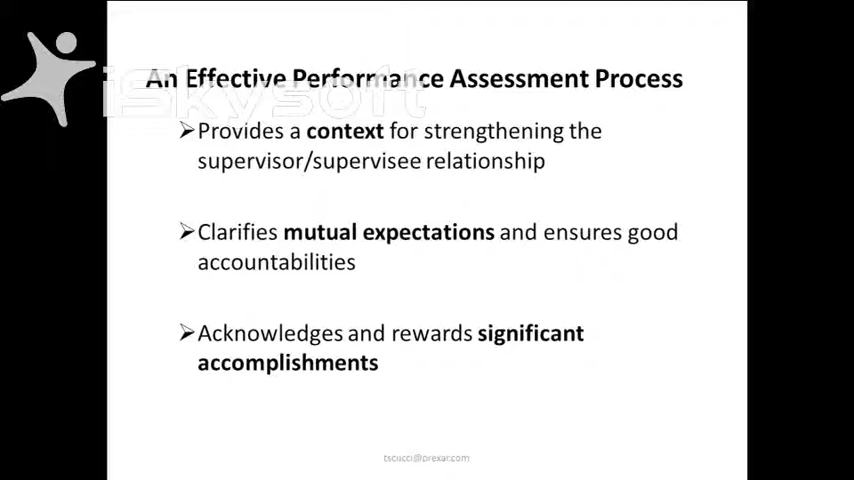 iSkysoft
An Effective Performance Assessment Process
➢Provides a context for strengthening the
supervisor/supervisee relationship
➢Clarifies mutual expectations and ensures good
accountabilities
➢Acknowledges and rewards significant
accomplishments
tscucci@prexar.com